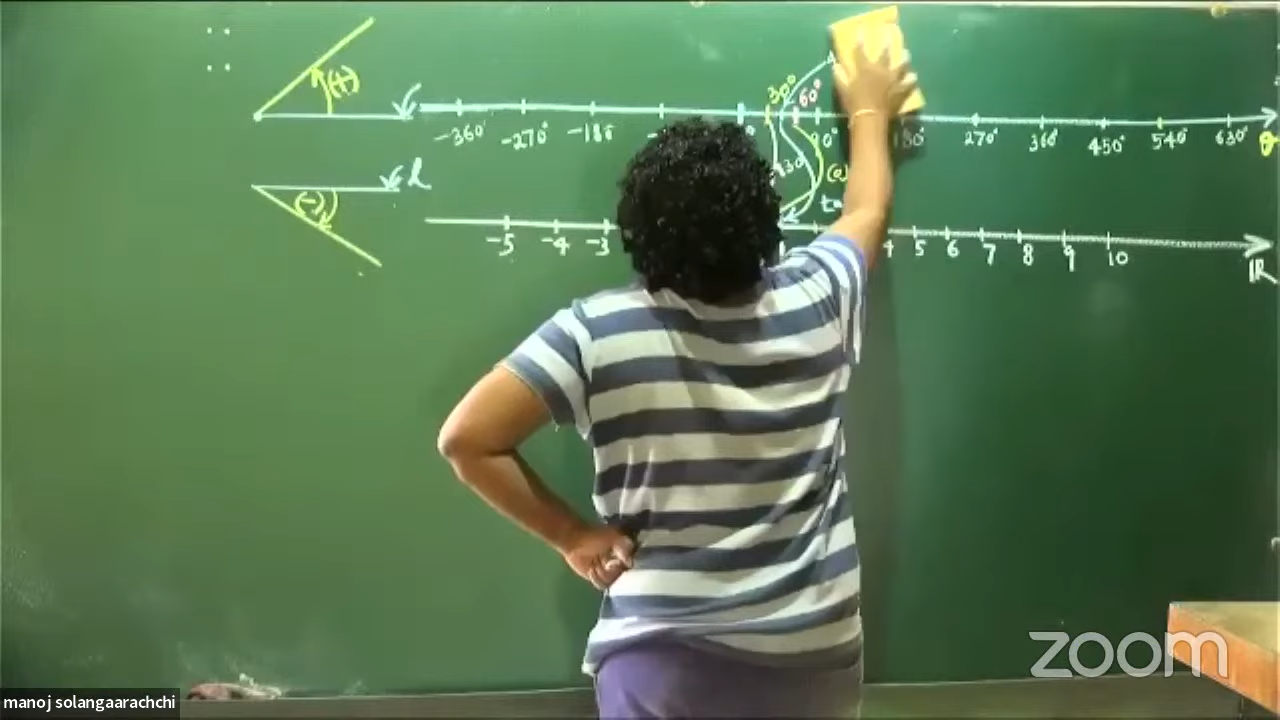 (+)
30° 60°
-360° -270° -180° 90° 180° 270° 360° 450° 540° 630° θ
(-) l
-5 -4 -3 4 5 6 7 8 9 10
IR
zoom
manoj solangaarachchi